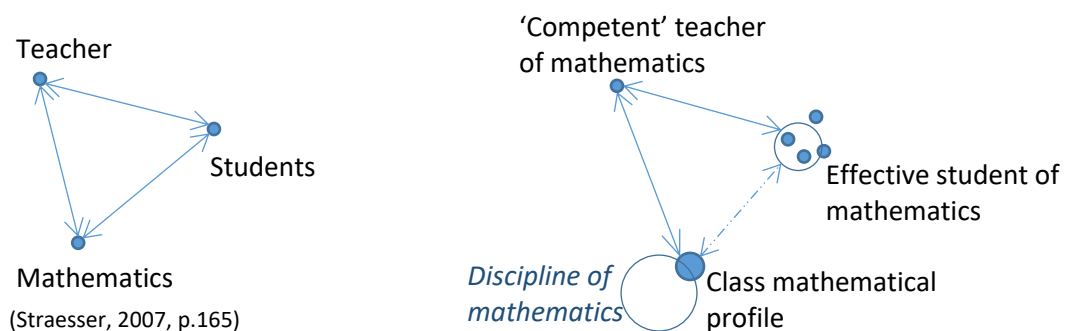 Teacher
Students
Mathematics
(Straesser, 2007, p.165)
‘Competent’ teacher
of mathematics
Effective student of
mathematics
Discipline of
mathematics
Class mathematical
profile